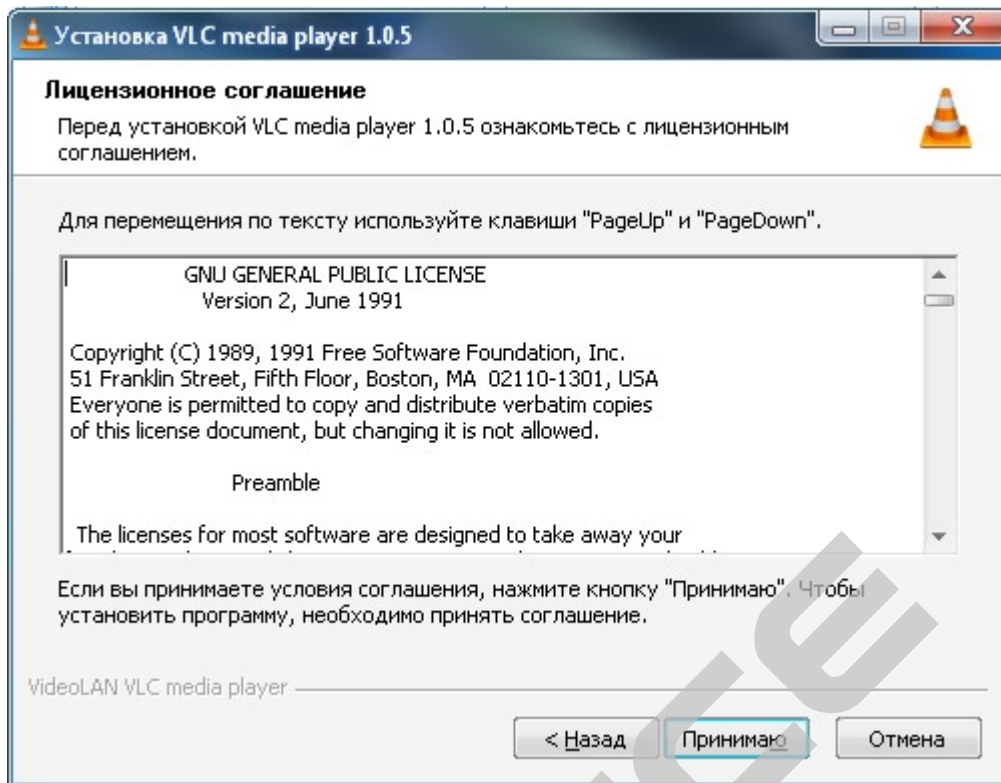 Установка VLC media player 1.0.5
Лицензионное соглашение
Перед установкой VLC media player 1.0.5 ознакомьтесь с лицензионным
соглашением.
Для перемещения по тексту используйте клавиши "PageUp" и "PageDown".
GNU GENERAL PUBLIC LICENSE
Version 2, June 1991
Copyright (C) 1989, 1991 Free Software Foundation, Inc.
51 Franklin Street, Fifth Floor, Boston, MA 02110-1301, USA
Everyone is permitted to copy and distribute verbatim copies
of this license document, but changing it is not allowed.
Preamble
The licenses for most software are designed to take away your
Если вы принимаете условия соглашения, нажмите кнопку "Принимаю". Чтобы
установить программу, необходимо принять соглашение.
VideoLAN VLC media player
< Назад
Принимаю
Отмена